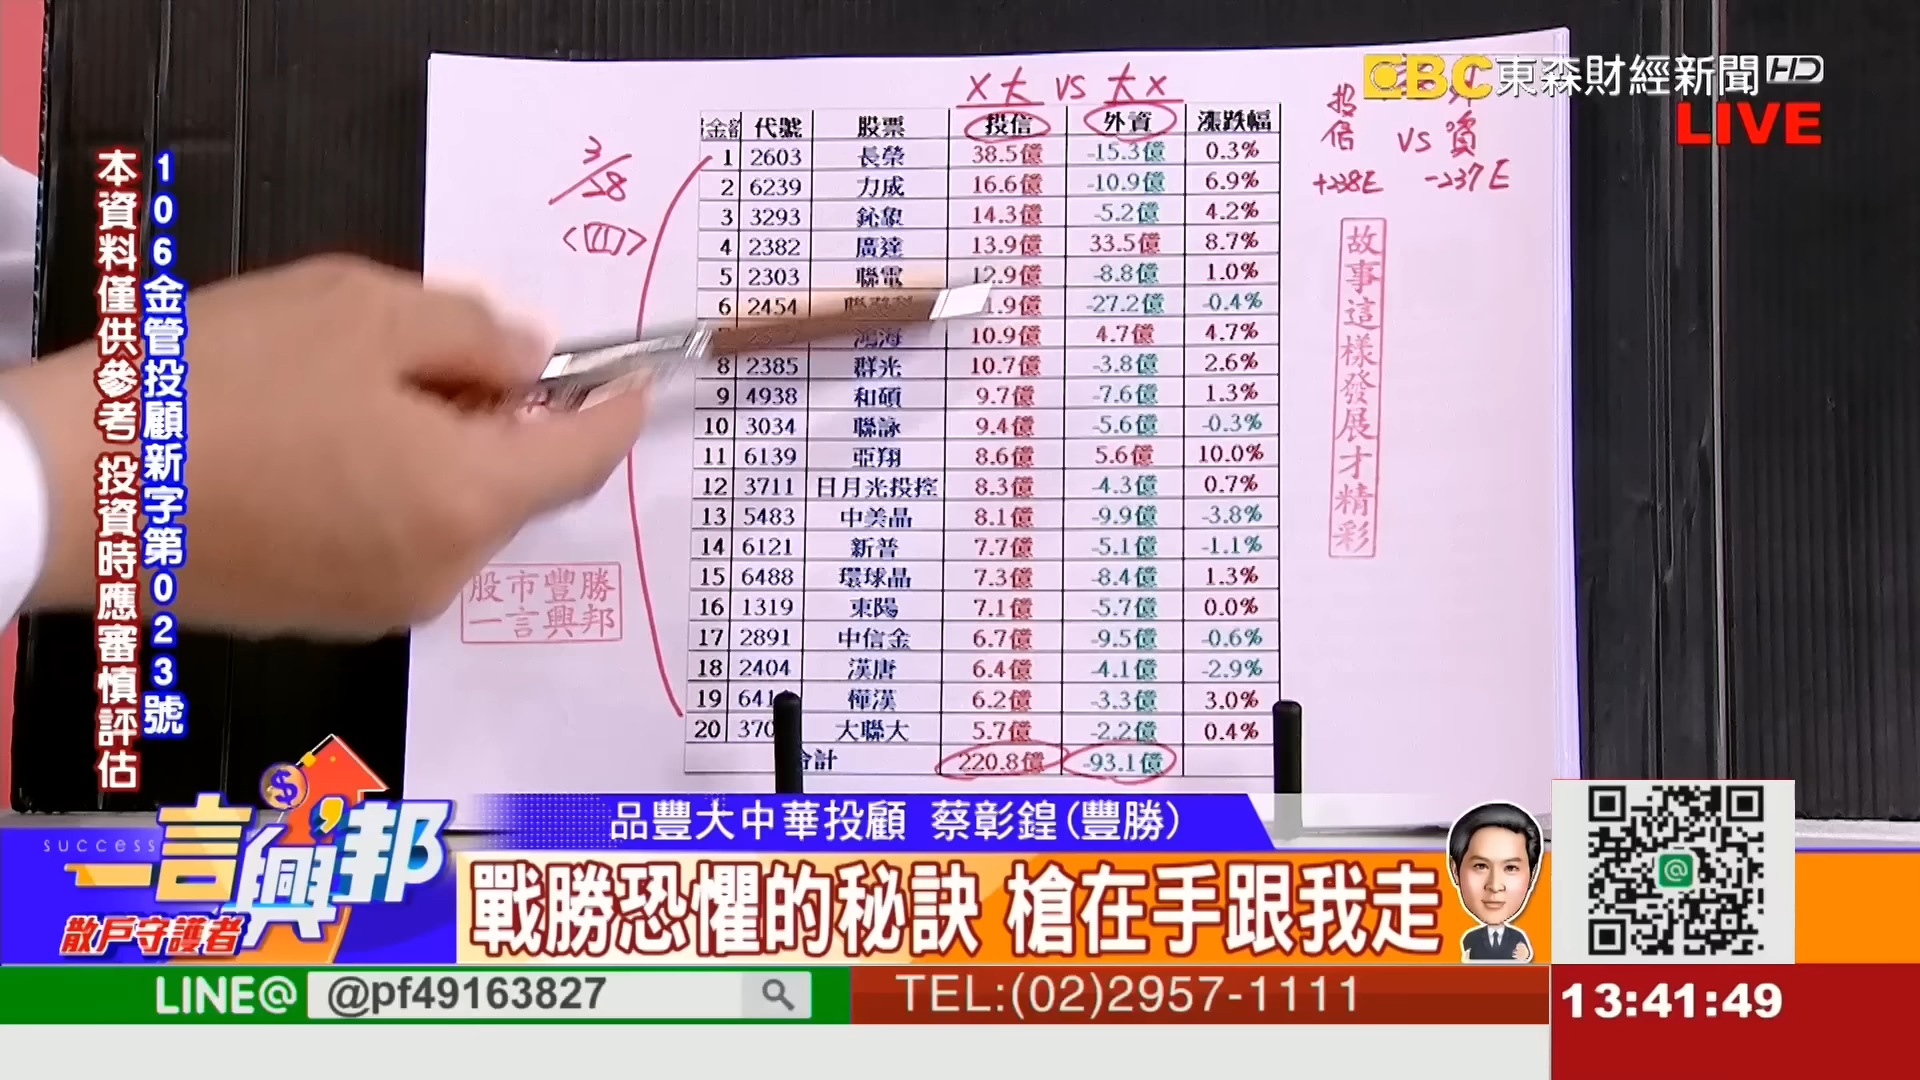 EBC東森財經新聞HD
LIVE
本資料僅供參考 投資時應審慎評估
106金管投顧新字第023號
3/28
<四>
X大 VS 大X
投信 VS 外資
+238E -237E
代號 股票 投信 外資 漲跌幅
1 2603 長榮 38.5億 -15.3億 0.3%
2 6239 力成 16.6億 -10.9億 6.9%
3 3293 鈊象 14.3億 -5.2億 4.2%
4 2382 廣達 13.9億 33.5億 8.7%
5 2303 聯電 12.9億 -8.8億 1.0%
6 2454 聯發科 1.9億 -27.2億 -0.4%
鴻海 10.9億 4.7億 4.7%
8 2385 群光 10.7億 -3.8億 2.6%
9 4938 和碩 9.7億 -7.6億 1.3%
10 3034 聯詠 9.4億 -5.6億 -0.3%
11 6139 亞翔 8.6億 5.6億 10.0%
12 3711 日月光投控 8.3億 -4.3億 0.7%
13 5483 中美晶 8.1億 -9.9億 -3.8%
14 6121 新普 7.7億 -5.1億 -1.1%
15 6488 環球晶 7.3億 -8.4億 1.3%
16 1319 東陽 7.1億 -5.7億 0.0%
17 2891 中信金 6.7億 -9.5億 -0.6%
18 2404 漢唐 6.4億 -4.1億 -2.9%
19 641 樺漢 6.2億 -3.3億 3.0%
20 370 大聯大 5.7億 -2.2億 0.4%
合計 220.8億 -93.1億
故事這樣發展才精彩
股市豐勝
一言興邦
success
一言興邦
散戶守護者
品豐大中華投顧 蔡彰鍠(豐勝)
戰勝恐懼的秘訣 槍在手跟我走
LINE@ @pf49163827 TEL:(02)2957-1111 13:41:49